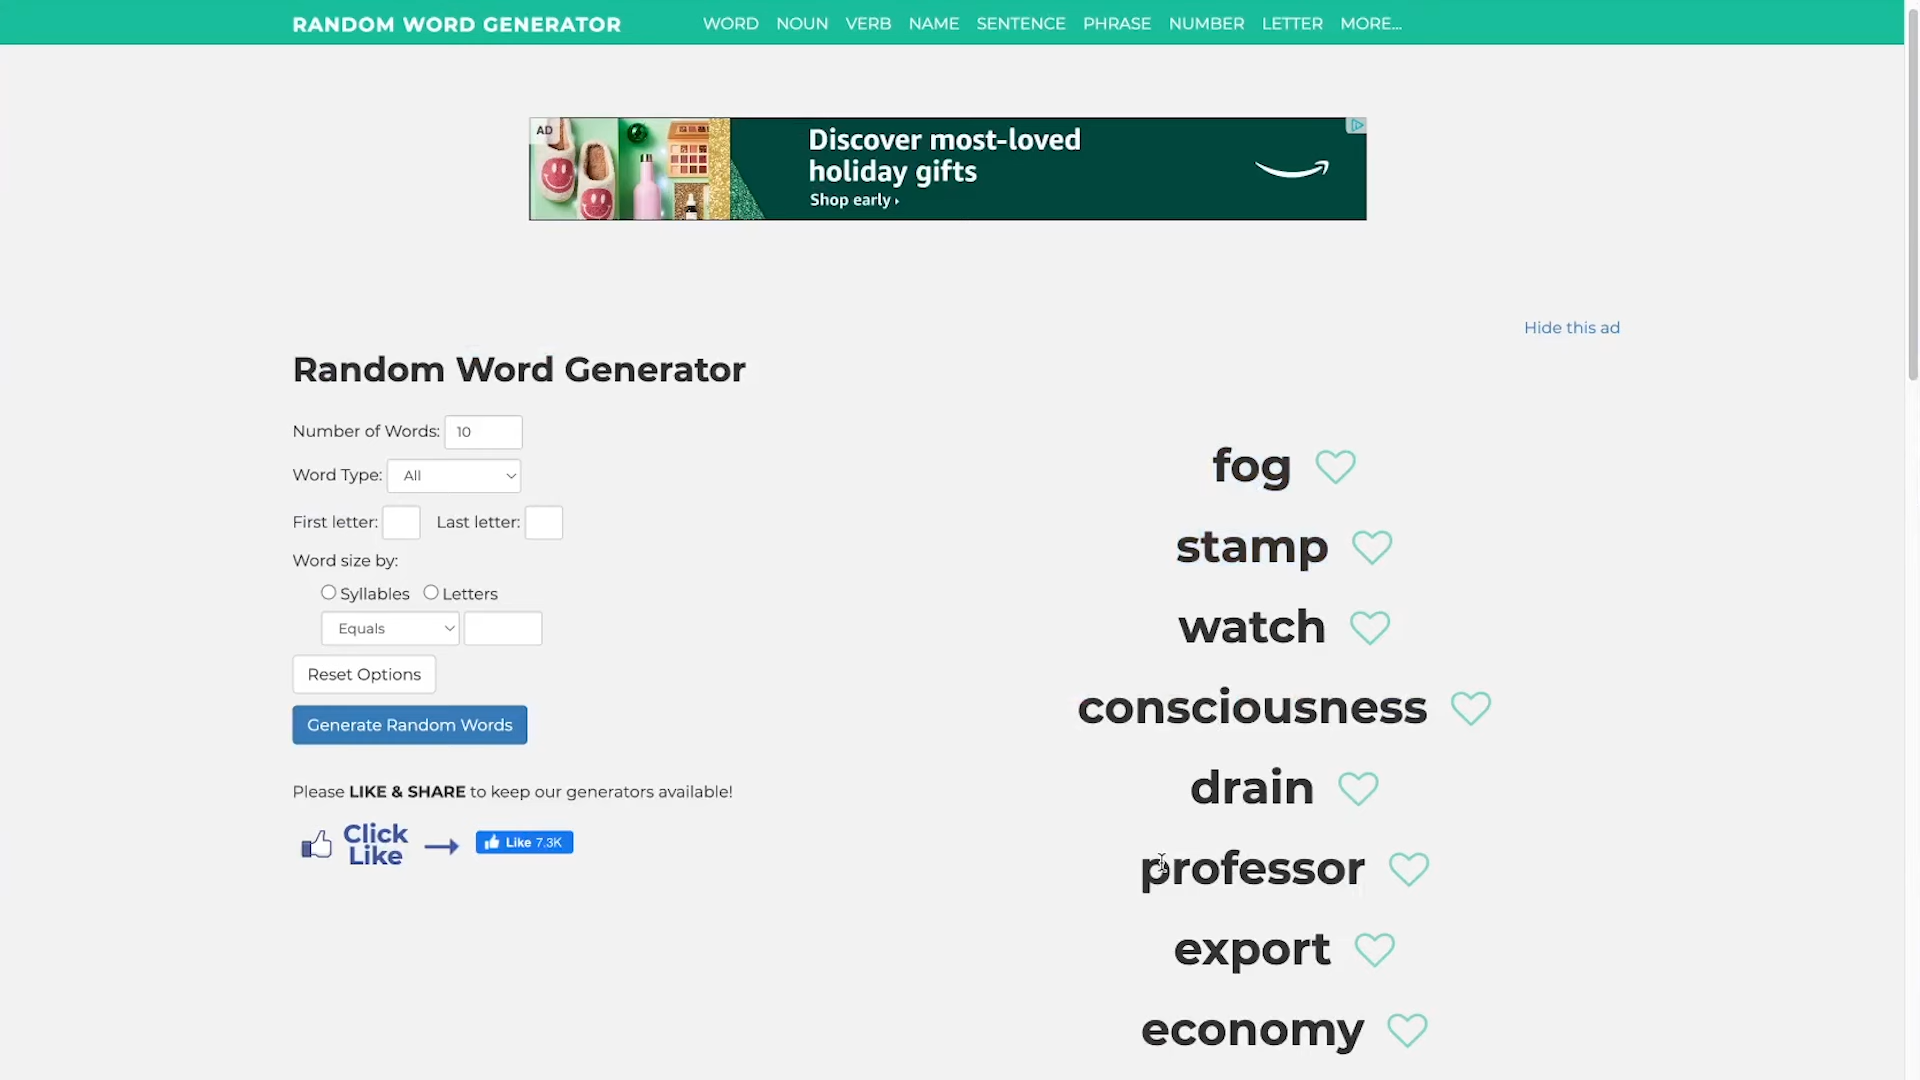 RANDOM WORD GENERATOR WORD NOUN VERB NAME SENTENCE PHRASE NUMBER LETTER MORE...
AD
Discover most-loved
holiday gifts
Shop early
Hide this ad
Random Word Generator
Number of Words: 10
Word Type: All
First letter: Last letter:
Word size by:
Syllables Letters
Equals
Reset Options
Generate Random Words
Please LIKE & SHARE to keep our generators available!
Click
Like
Like 7.3K
fog
stamp
watch
consciousness
drain
professor
export
economy